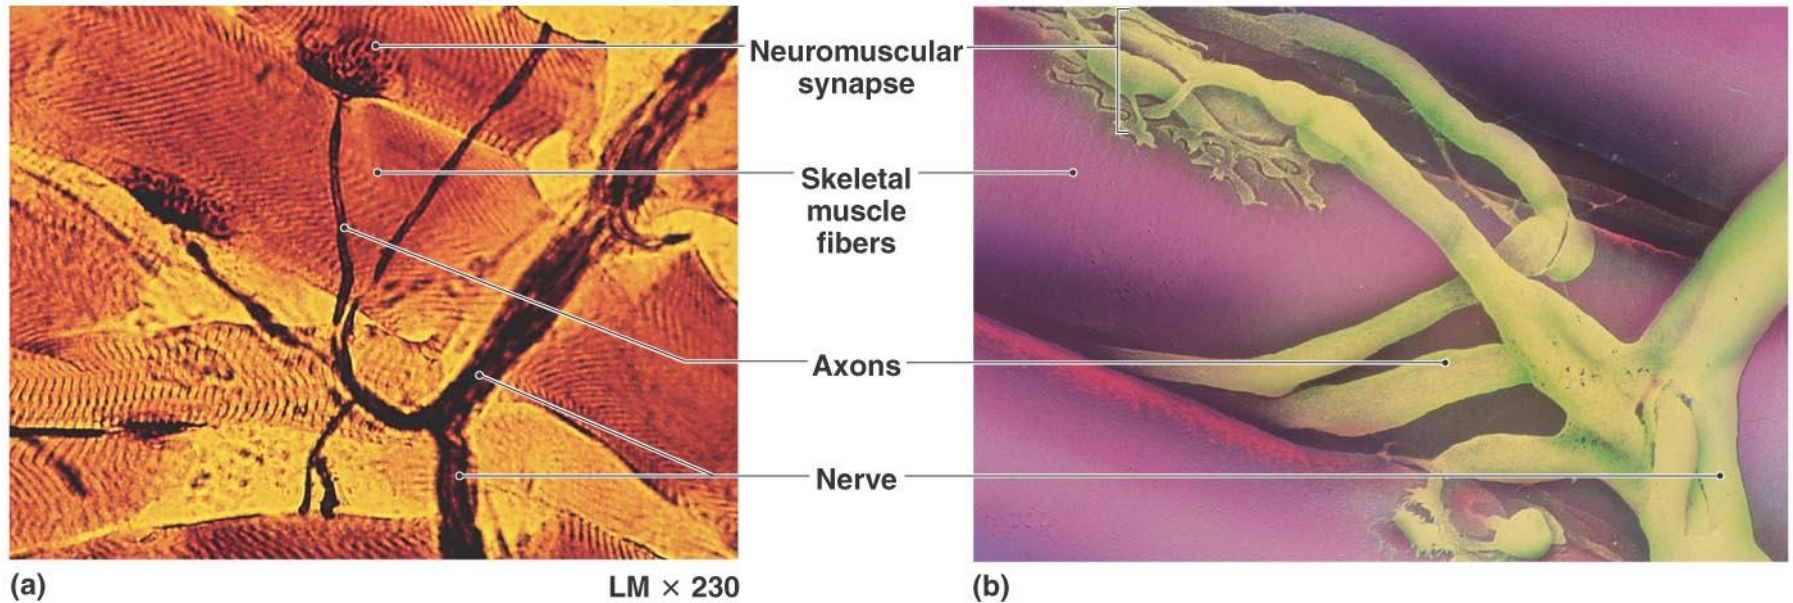 Neuromuscular
synapse
Skeletal
muscle
fibers
Axons
Nerve
(a)
LM × 230
(b)